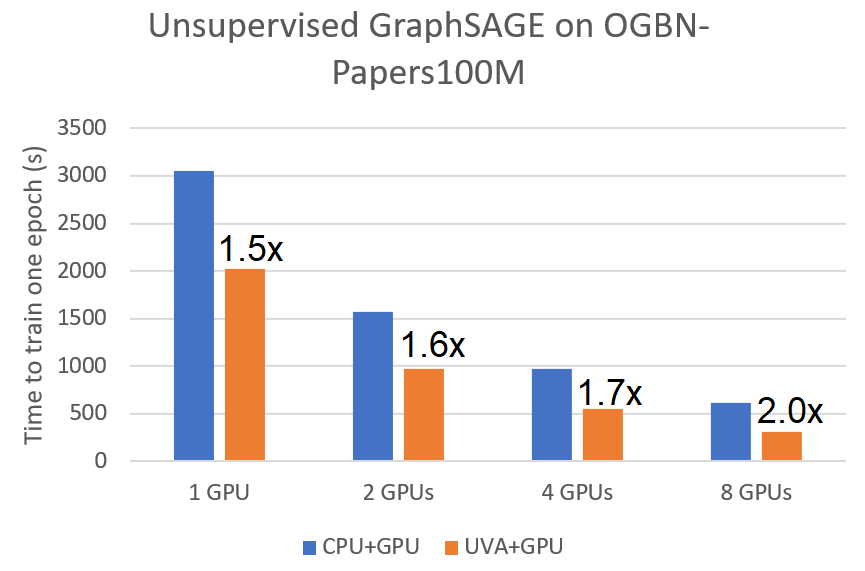 Unsupervised GraphSAGE on OGBN-
Papers100M
Time to train one epoch (s)
3500
3000
2500
2000
1500
1000
500
0
1.5x
1.6x
1.7x
2.0x
1 GPU
2 GPUs
4 GPUs
8 GPUs
CPU+GPU
UVA+GPU